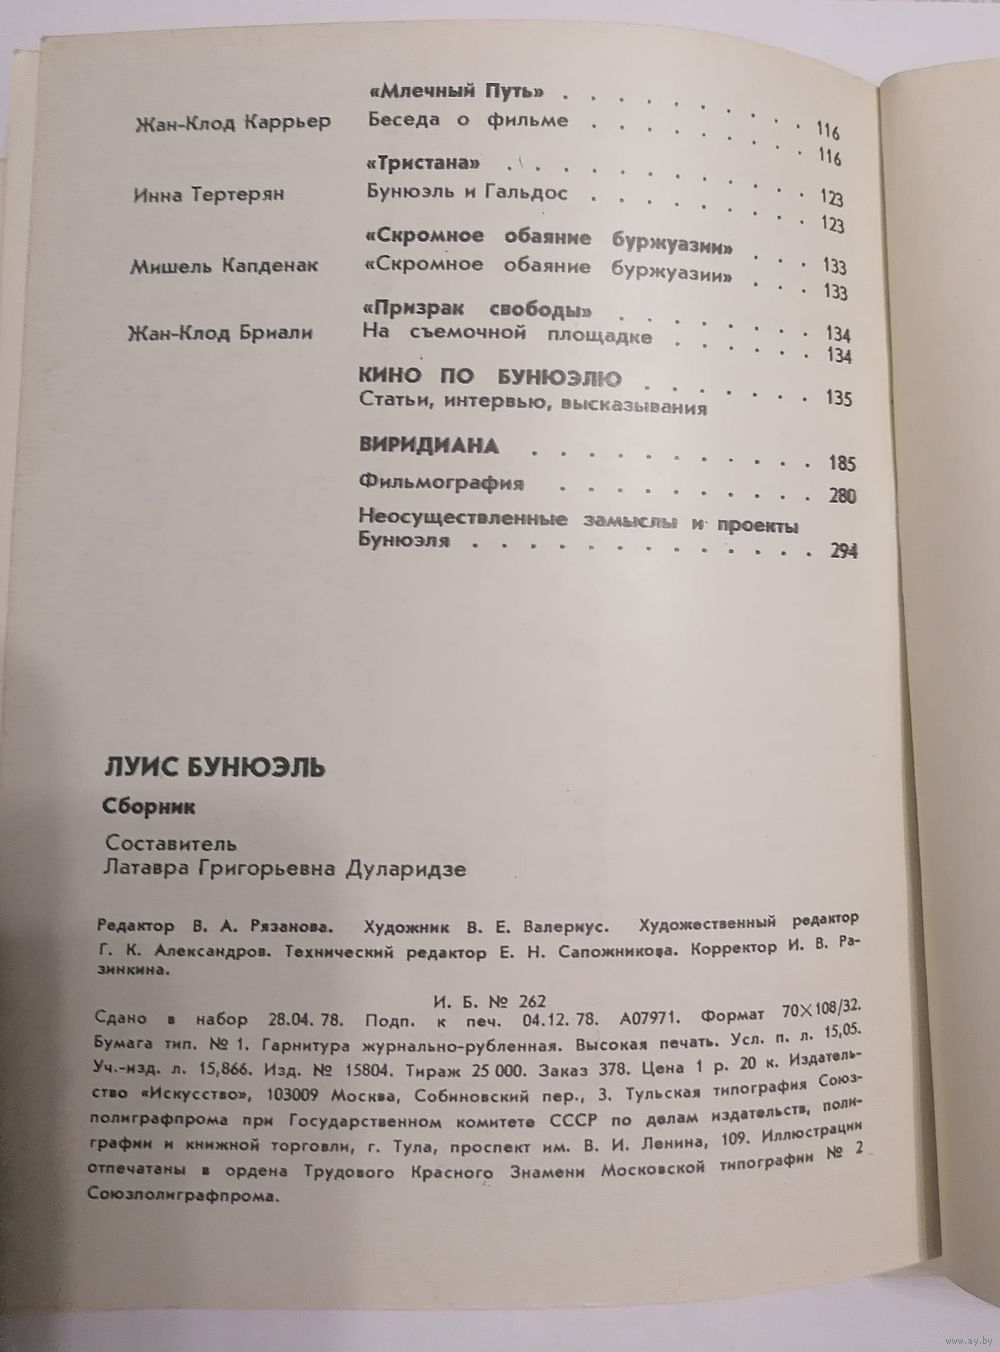 «Млечный Путь» . . . . . . . . . 116
Жан-Клод Каррьер Беседа о фильме . . . . . . . . 116
«Тристана» . . . . . . . . . . . 123
Инна Тертерян Бунюэль и Гальдос . . . . . . . . 123
«Скромное обаяние буржуазии» . . . 133
Мишель Капденак «Скромное обаяние буржуазии» . . . 133
«Призрак свободы» . . . . . . . . 134
Жан-Клод Бриали На съемочной площадке . . . . . . 134
КИНО ПО БУНЮЭЛЮ . . . . . . . 135
Статьи, интервью, высказывания
ВИРИДИАНА . . . . . . . . . . . 185
Фильмография . . . . . . . . . . 280
Неосуществленные замыслы и проекты
Бунюэля . . . . . . . . . . . . . 294
ЛУИС БУНЮЭЛЬ
Сборник
Составитель
Латавра Григорьевна Дуларидзе
Редактор В. А. Рязанова. Художник В. Е. Валериус. Художественный редактор
Г. К. Александров. Технический редактор Е. Н. Сапожникова. Корректор И. В. Ра-
зинкина.
И. Б. № 262
Сдано в набор 28.04. 78. Подп. к печ. 04.12. 78. А07971. Формат 70×108/32.
Бумага тип. № 1. Гарнитура журнально-рубленная. Высокая печать. Усл. п. л. 15,05.
Уч.-изд. л. 15,866. Изд. № 15804. Тираж 25 000. Заказ 378. Цена 1 р. 20 к. Издатель-
ство «Искусство», 103009 Москва, Собиновский пер., 3. Тульская типография Союз-
полиграфпрома при Государственном комитете СССР по делам издательств, поли-
графии и книжной торговли, г. Тула, проспект им. В. И. Ленина, 109. Иллюстрации
отпечатаны в ордена Трудового Красного Знамени Московской типографии № 2
Союзполиграфпрома.
www.ay.by